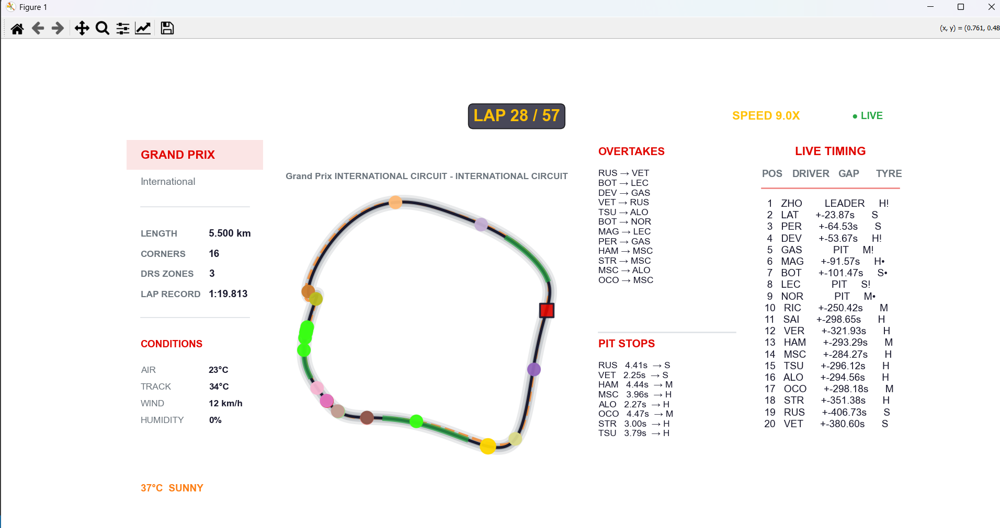 Figure 1
(x, y) = (0.761, 0.48
LAP 28 / 57
SPEED 9.0X
● LIVE
GRAND PRIX
International
LENGTH 5.500 km
CORNERS 16
DRS ZONES 3
LAP RECORD 1:19.813
CONDITIONS
AIR 23°C
TRACK 34°C
WIND 12 km/h
HUMIDITY 0%
37°C SUNNY
Grand Prix INTERNATIONAL CIRCUIT - INTERNATIONAL CIRCUIT
OVERTAKES
RUS → VET
BOT → LEC
DEV → GAS
VET → RUS
TSU → ALO
BOT → NOR
MAG → LEC
PER → GAS
HAM → MSC
STR → MSC
MSC → ALO
OCO → MSC
PIT STOPS
RUS 4.41s → S
VET 2.25s → S
HAM 4.44s → M
MSC 3.96s → H
ALO 2.27s → H
OCO 4.47s → M
STR 3.00s → H
TSU 3.79s → H
LIVE TIMING
POS DRIVER GAP TYRE
1 ZHO LEADER H!
2 LAT +-23.87s S
3 PER +-64.53s S
4 DEV +-53.67s H!
5 GAS PIT M!
6 MAG +-91.57s H•
7 BOT +-101.47s S•
8 LEC PIT S!
9 NOR PIT M•
10 RIC +-250.42s M
11 SAI +-298.65s H
12 VER +-321.93s H
13 HAM +-293.29s M
14 MSC +-284.27s H
15 TSU +-296.12s H
16 ALO +-294.56s H
17 OCO +-298.18s M
18 STR +-351.38s H
19 RUS +-406.73s S
20 VET +-380.60s S